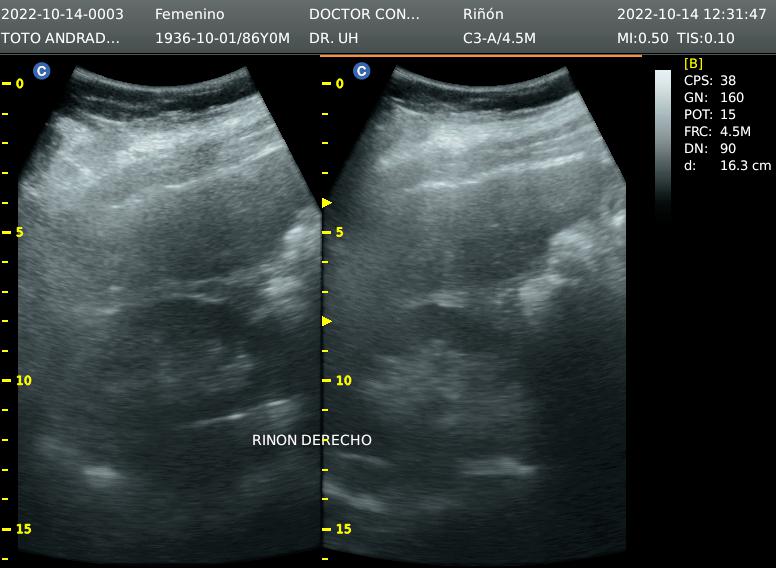 2022-10-14-0003 Femenino DOCTOR CON... Riñón 2022-10-14 12:31:47
TOTO ANDRAD... 1936-10-01/86Y0M DR. UH C3-A/4.5M MI:0.50 TIS:0.10
C C
[B]
CPS: 38
GN: 160
POT: 15
FRC: 4.5M
DN: 90
d: 16.3 cm
0 0
5 5
10 10
RINON DERECHO
15 15